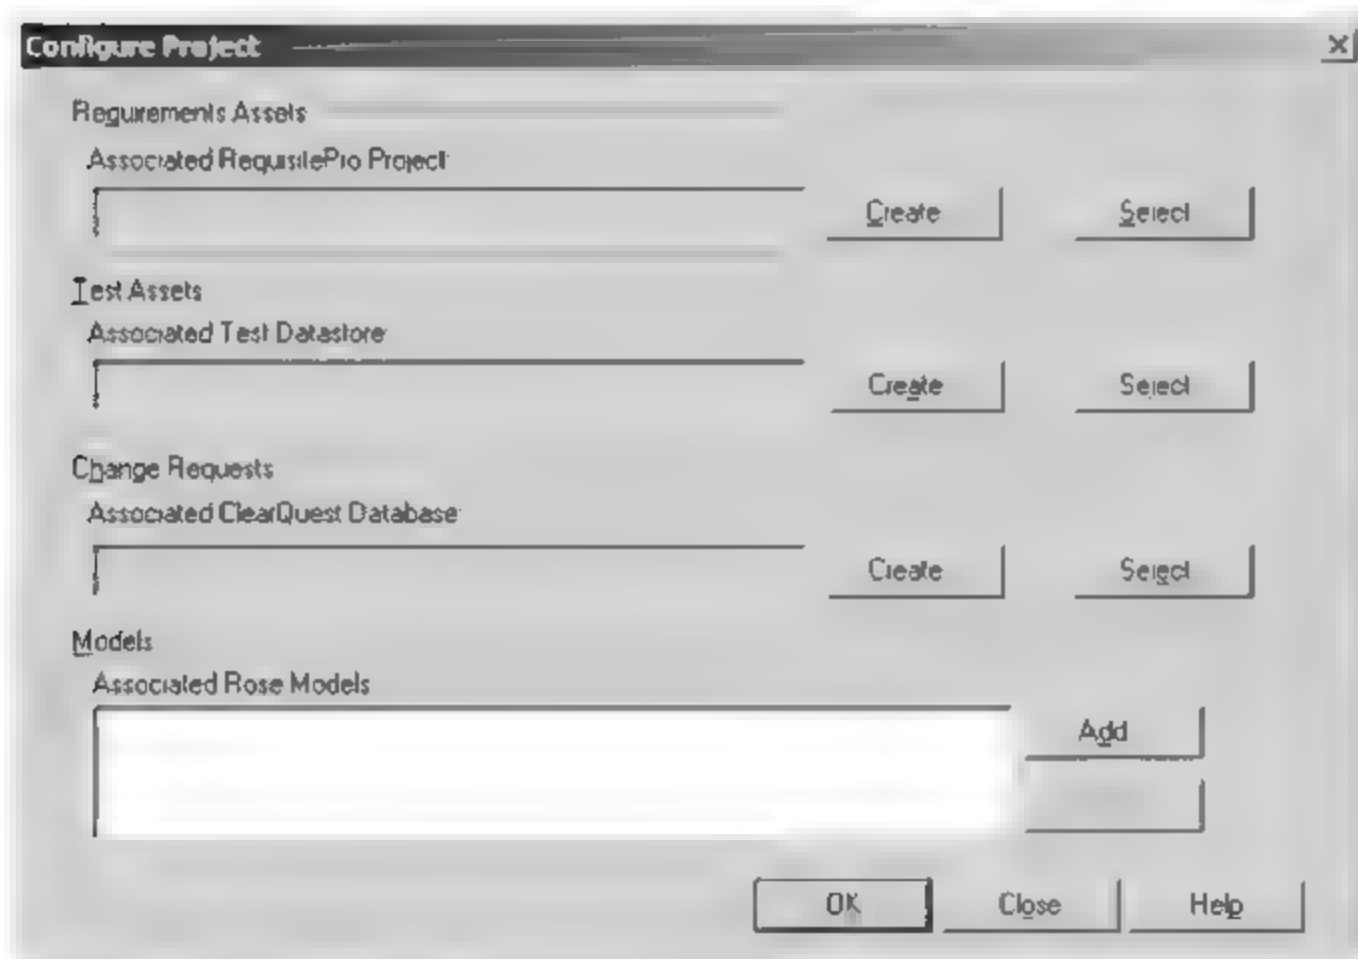 Configure Project
Requirements Assets
Associated RequisitePro Project
Create Select
Test Assets
Associated Test Datastore
Create Select
Change Requests
Associated ClearQuest Database
Create Select
Models
Associated Rose Models
Add
OK Close Help